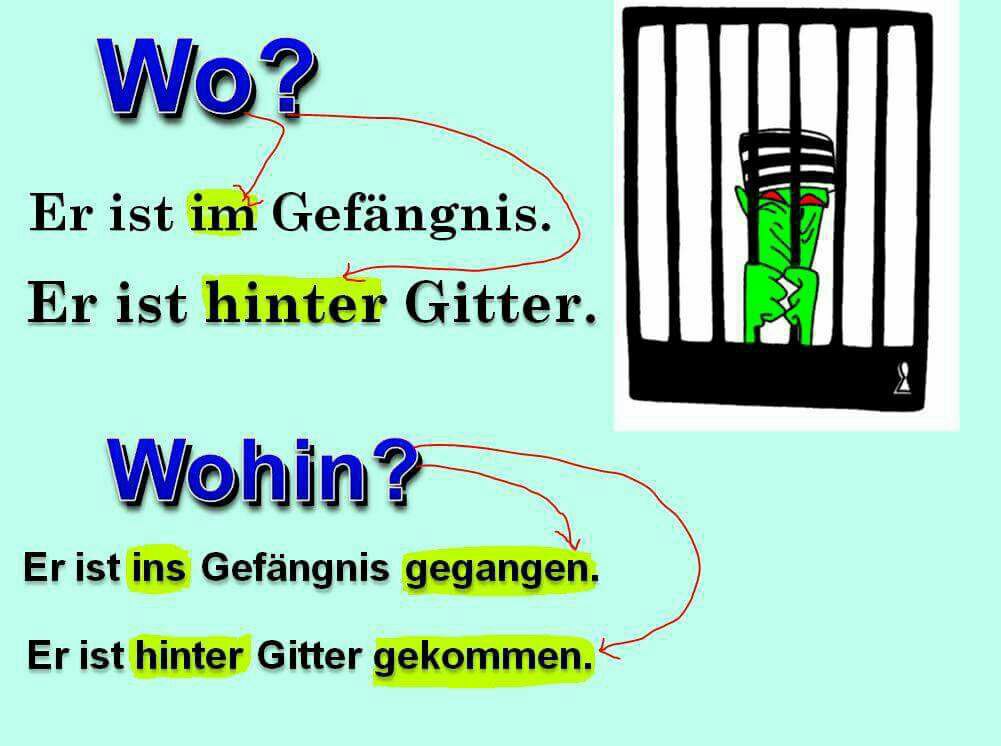 Wo?
Er ist im Gefängnis.
Er ist hinter Gitter.
Wohin?
Er ist ins Gefängnis gegangen.
Er ist hinter Gitter gekommen.